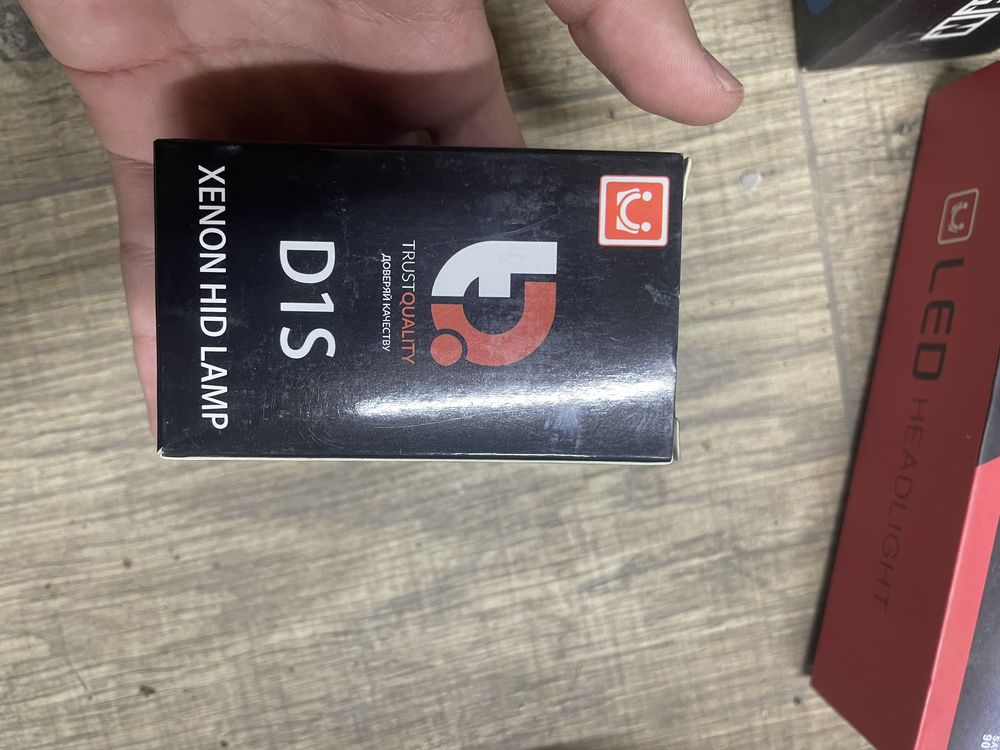 TRUSTQUALITY
ДОВЕРЯЙ КАЧЕСТВУ
D1S
XENON HID LAMP
LED HEADLIGHT